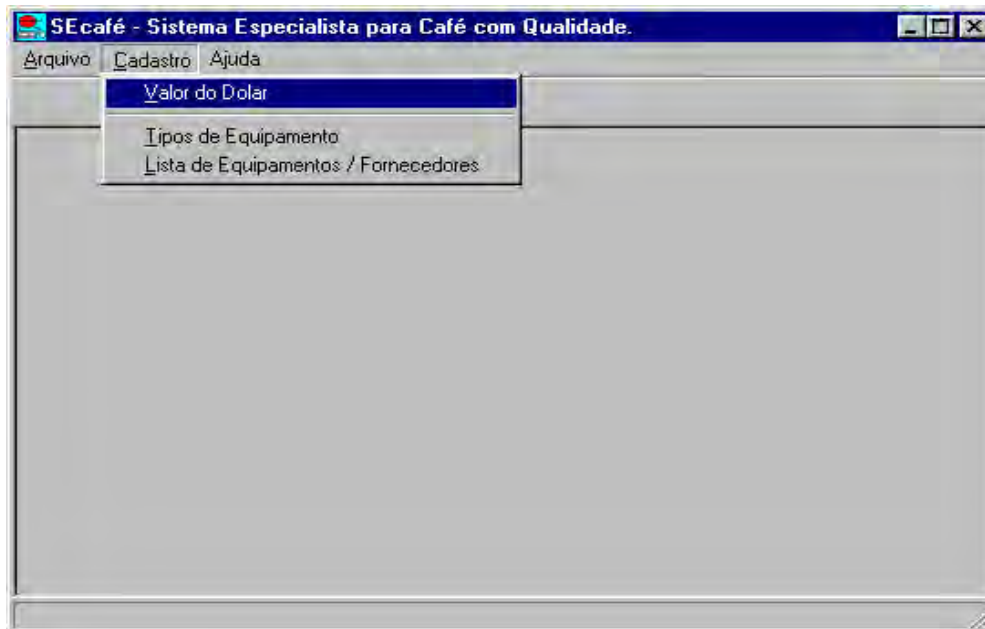 SEcafé - Sistema Especialista para Café com Qualidade.
Arquivo Cadastro Ajuda
Valor do Dolar
Tipos de Equipamento
Lista de Equipamentos / Fornecedores